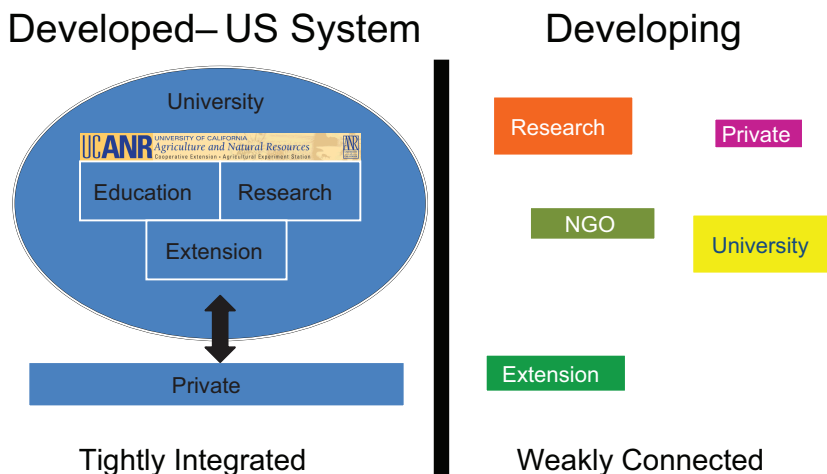 Developed– US System
University
UCANR UNIVERSITY OF CALIFORNIA
Agriculture and Natural Resources
Cooperative Extension • Agricultural Experiment Station
ANR
Education
Research
Extension
Private
Tightly Integrated
Developing
Research
Private
NGO
University
Extension
Weakly Connected